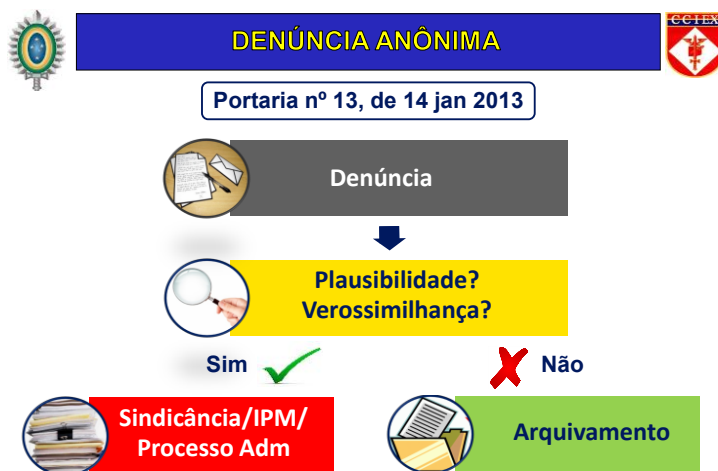 DENÚNCIA ANÔNIMA
CCIEX
Portaria nº 13, de 14 jan 2013
Denúncia
Plausibilidade?
Verossimilhança?
Sim
Não
Sindicância/IPM/
Processo Adm
Arquivamento